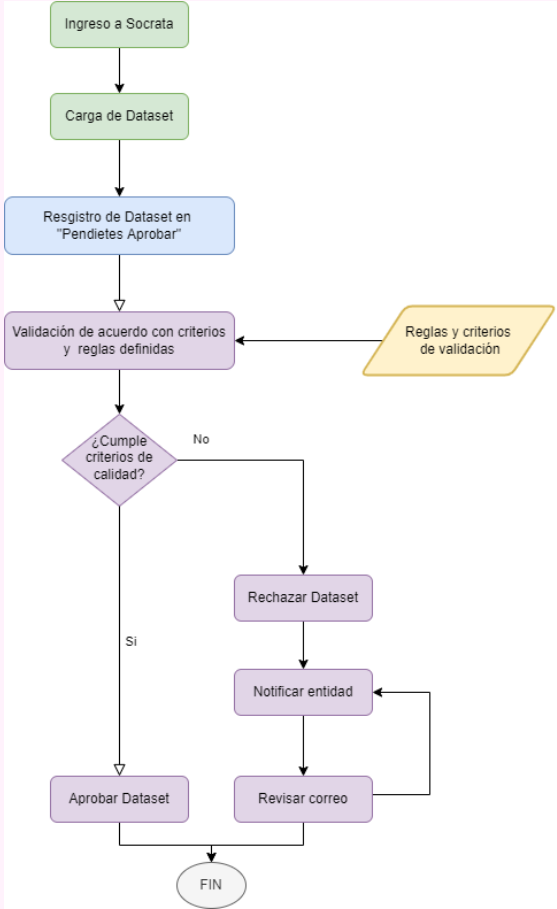 Ingreso a Socrata
Carga de Dataset
Resgistro de Dataset en
"Pendietes Aprobar"
Validación de acuerdo con criterios
y reglas definidas
Reglas y criterios
de validación
¿Cumple
criterios de
calidad?
No
Rechazar Dataset
Si
Notificar entidad
Aprobar Dataset
Revisar correo
FIN